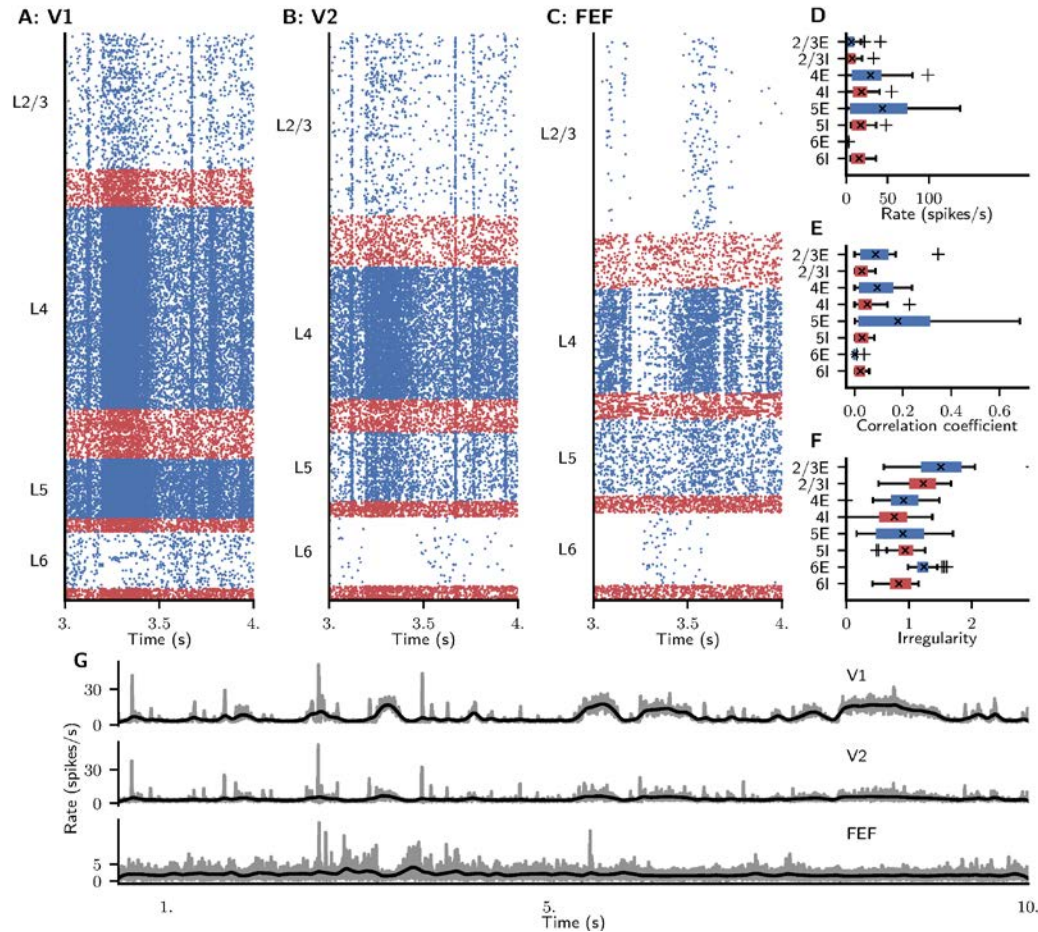 A: V1
L2/3
L4
L5
L6
3. 3.5 4.
Time (s)
B: V2
L2/3
L4
L5
L6
3. 3.5 4.
Time (s)
C: FEF
L2/3
L4
L5
L6
3. 3.5 4.
Time (s)
D
2/3E
2/3I
4E
4I
5E
5I
6E
6I
0 50 100
Rate (spikes/s)
E
2/3E
2/3I
4E
4I
5E
5I
6E
6I
0.0 0.2 0.4 0.6
Correlation coefficient
F
2/3E
2/3I
4E
4I
5E
5I
6E
6I
0 1 2
Irregularity
G
Rate (spikes/s)
V1
30
0
V2
30
0
FEF
5
0
1. 5. 10.
Time (s)